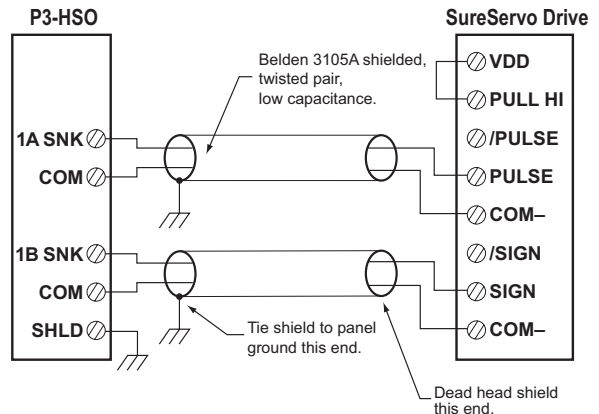 P3-HSO
SureServo Drive
Belden 3105A shielded,
twisted pair,
low capacitance.
VDD
PULL HI
1A SNK
/PULSE
COM
PULSE
COM–
1B SNK
/SIGN
COM
SIGN
SHLD
COM–
Tie shield to panel
ground this end.
Dead head shield
this end.